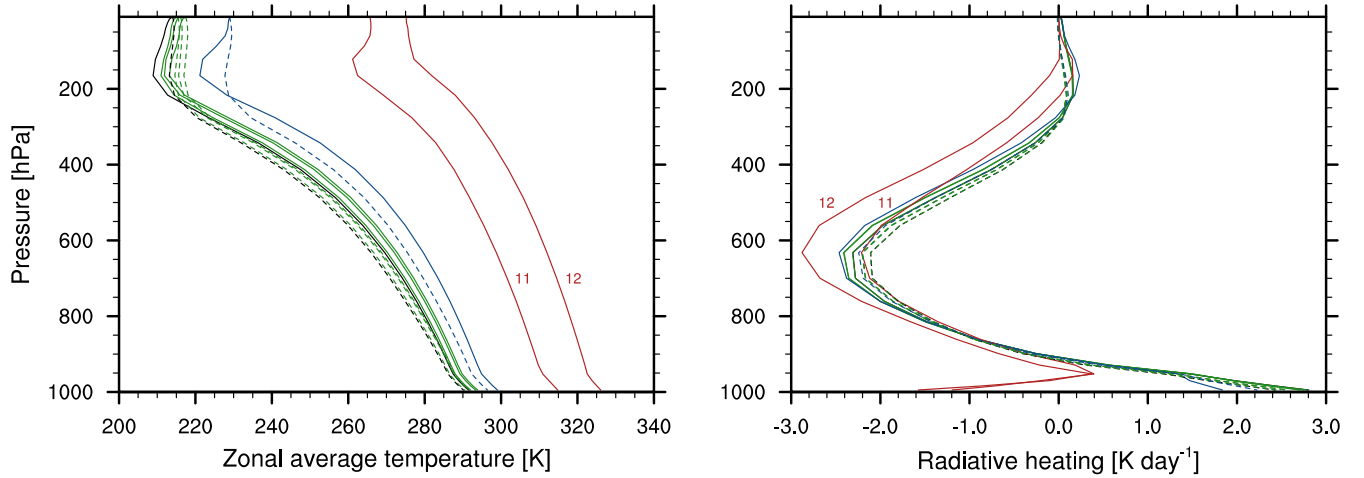 200
400
600
800
1000
Pressure [hPa]
11
12
200 220 240 260 280 300 320 340
Zonal average temperature [K]
200
400
600
800
1000
12
11
-3.0 -2.0 -1.0 0.0 1.0 2.0 3.0
Radiative heating [K day-1]